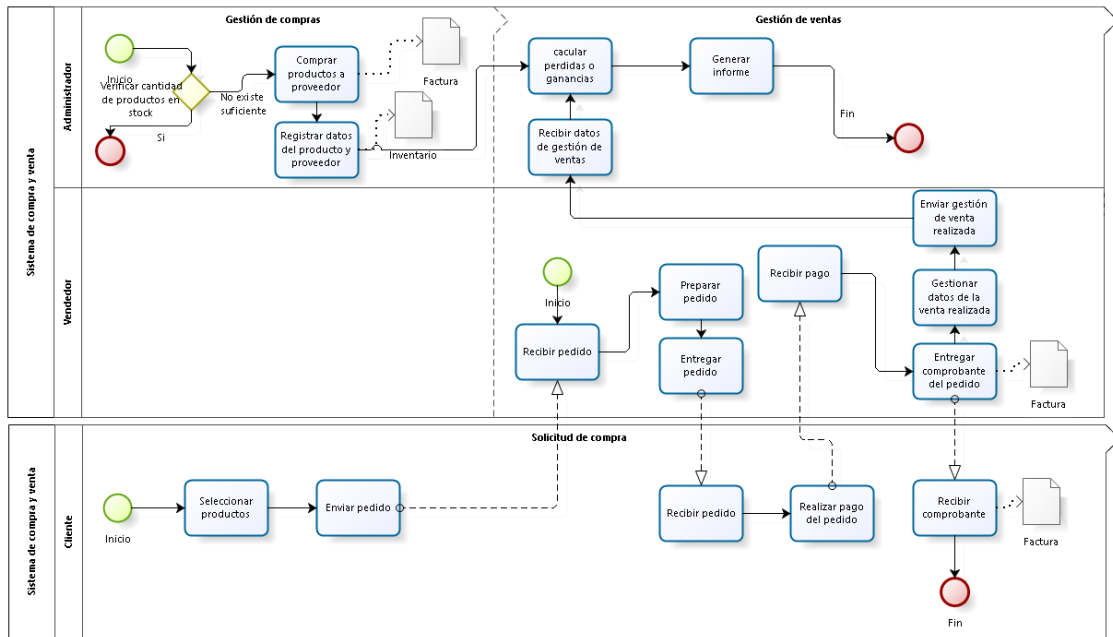 Gestión de compras
Gestión de ventas
Sistema de compra y venta
Administrador
Inicio
Verificar cantidad
de productos en
stock
Si
No existe
suficiente
Comprar
productos a
proveedor
Factura
Registrar datos
del producto y
proveedor
Inventario
cacular
perdidas o
ganancias
Generar
informe
Recibir datos
de gestión de
ventas
Fin
Vendedor
Inicio
Recibir pedido
Preparar
pedido
Entregar
pedido
Recibir pago
Enviar gestión
de venta
realizada
Gestionar
datos de la
venta realizada
Entregar
comprobante
del pedido
Factura
Sistema de compra y venta
Cliente
Solicitud de compra
Inicio
Seleccionar
productos
Enviar pedido
Recibir pedido
Realizar pago
del pedido
Recibir
comprobante
Factura
Fin